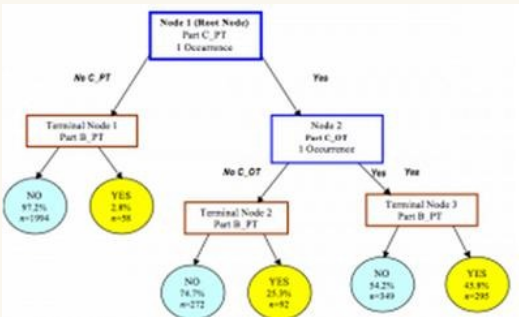 Node 1 (Root Node)
Part C_PT
1 Occurrence
No C_PT
Yes
Terminal Node 1
Part B_PT
Node 2
Part C_OT
1 Occurrence
NO
97.2%
n=1994
YES
2.8%
n=58
No C_OT
Yes
Yes
Terminal Node 2
Part B_PT
Terminal Node 3
Part B_PT
NO
74.7%
n=272
YES
25.3%
n=92
NO
54.2%
n=349
YES
45.8%
n=295